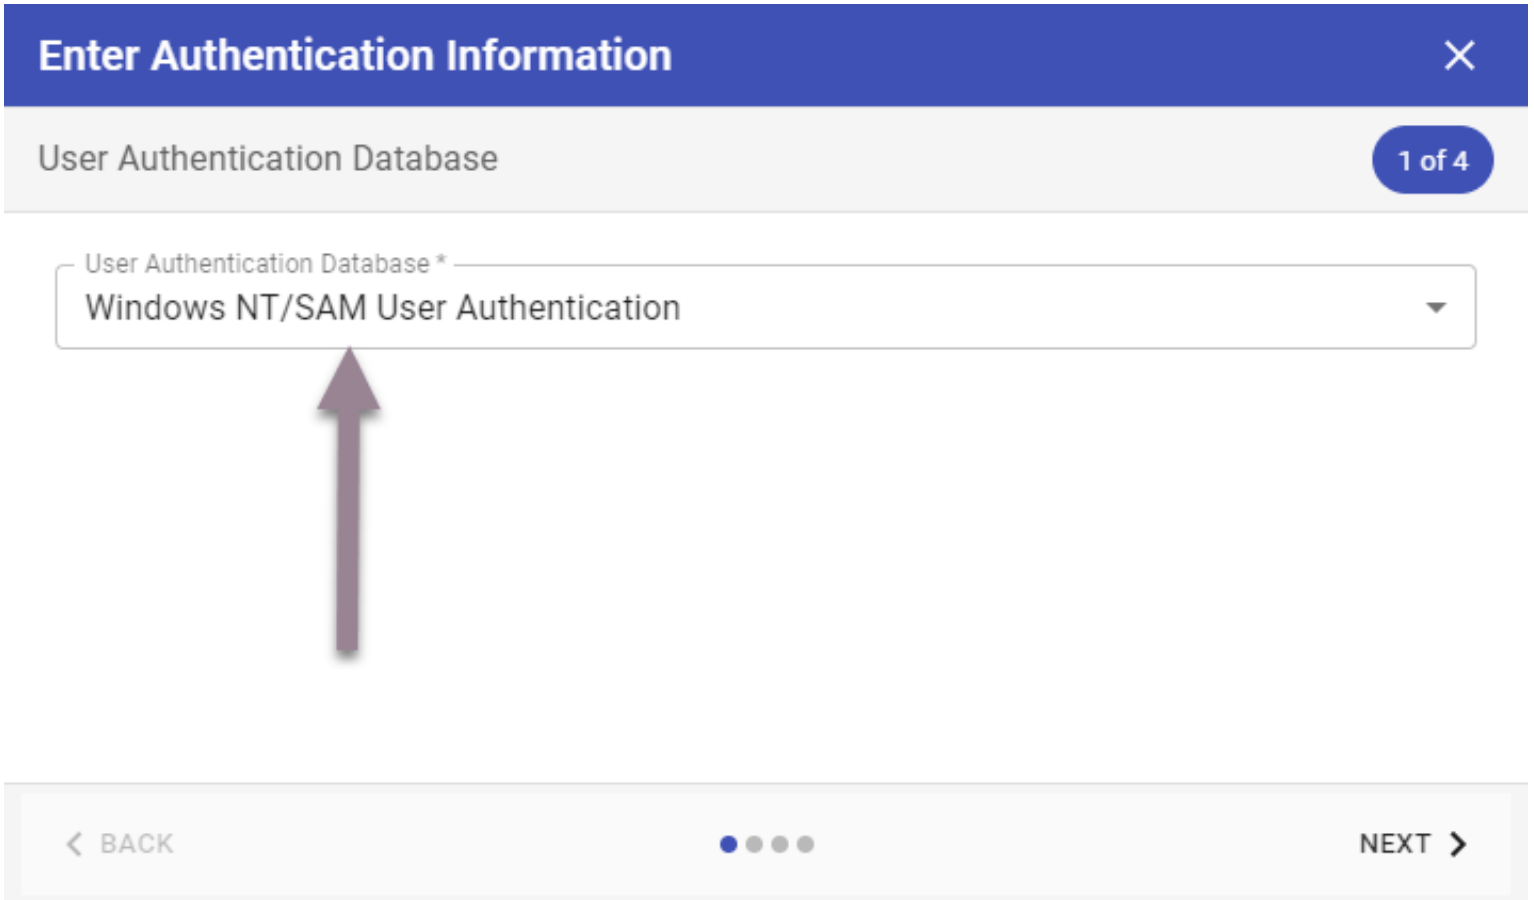 Enter Authentication Information
User Authentication Database
1 of 4
User Authentication Database *
Windows NT/SAM User Authentication
BACK
NEXT